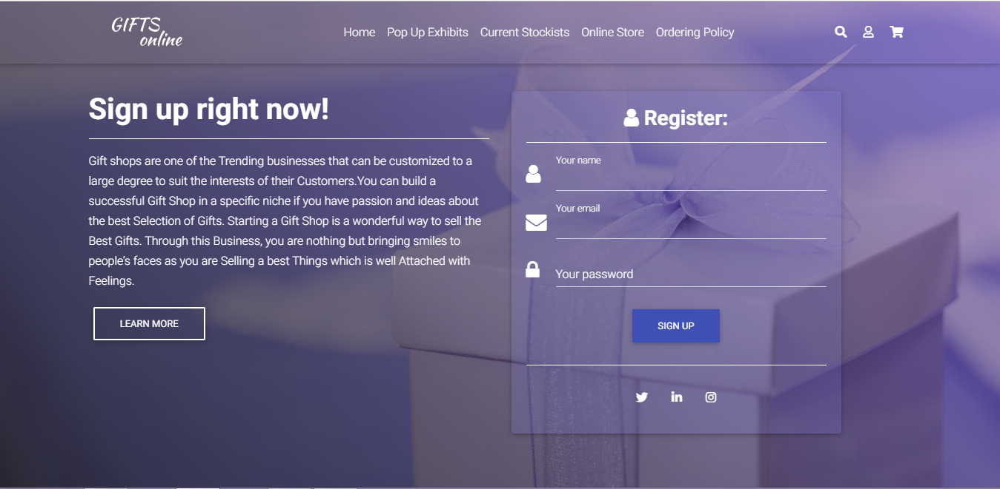 GIFTS
online
Home Pop Up Exhibits Current Stockists Online Store Ordering Policy
Sign up right now!
Gift shops are one of the Trending businesses that can be customized to a
large degree to suit the interests of their Customers.You can build a
successful Gift Shop in a specific niche if you have passion and ideas about
the best Selection of Gifts. Starting a Gift Shop is a wonderful way to sell the
Best Gifts. Through this Business, you are nothing but bringing smiles to
people’s faces as you are Selling a best Things which is well Attached with
Feelings.
LEARN MORE
Register:
Your name
Your email
Your password
SIGN UP